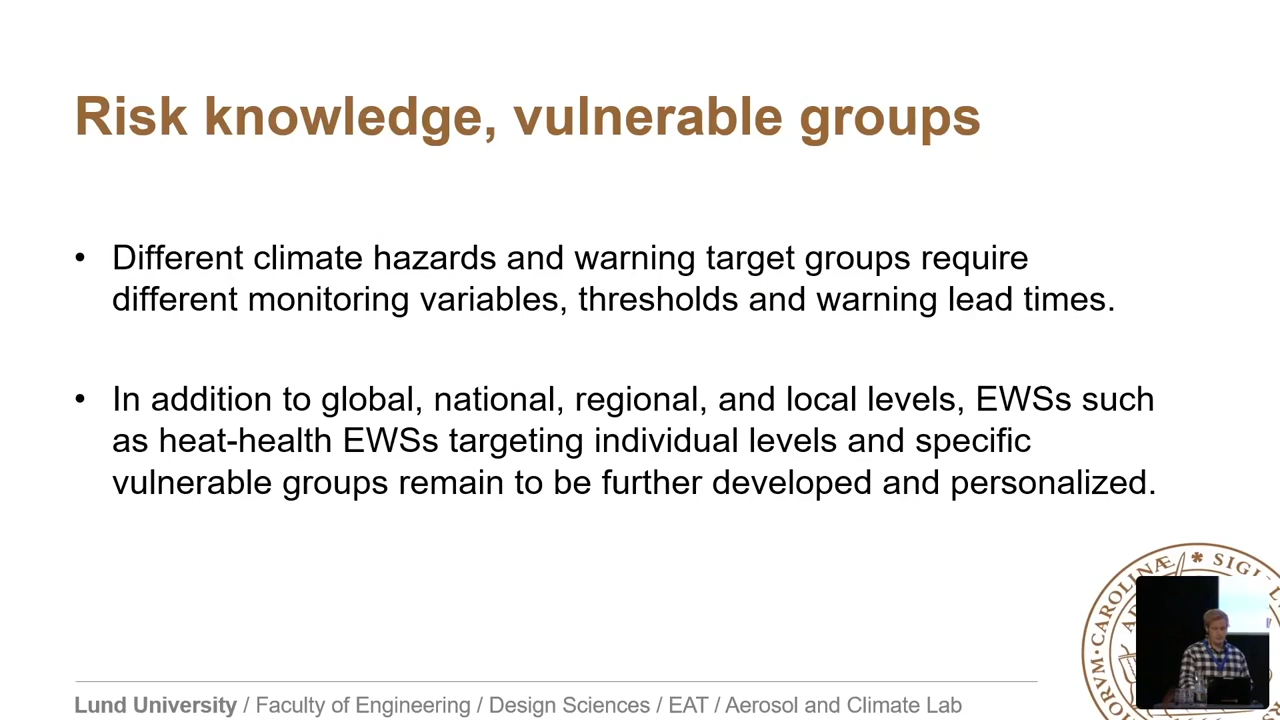 Risk knowledge, vulnerable groups
• Different climate hazards and warning target groups require
different monitoring variables, thresholds and warning lead times.
• In addition to global, national, regional, and local levels, EWSs such
as heat-health EWSs targeting individual levels and specific
vulnerable groups remain to be further developed and personalized.
CAROLINÆ * SIGI
Lund University / Faculty of Engineering / Design Sciences / EAT / Aerosol and Climate Lab